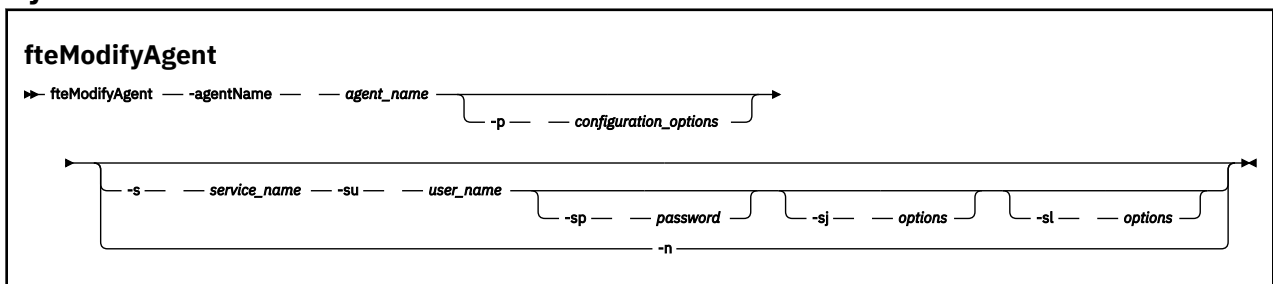 fteModifyAgent
fteModifyAgent -agentName agent_name
-p configuration_options
-s service_name -su user_name
-sp password -sj options -sl options
-n